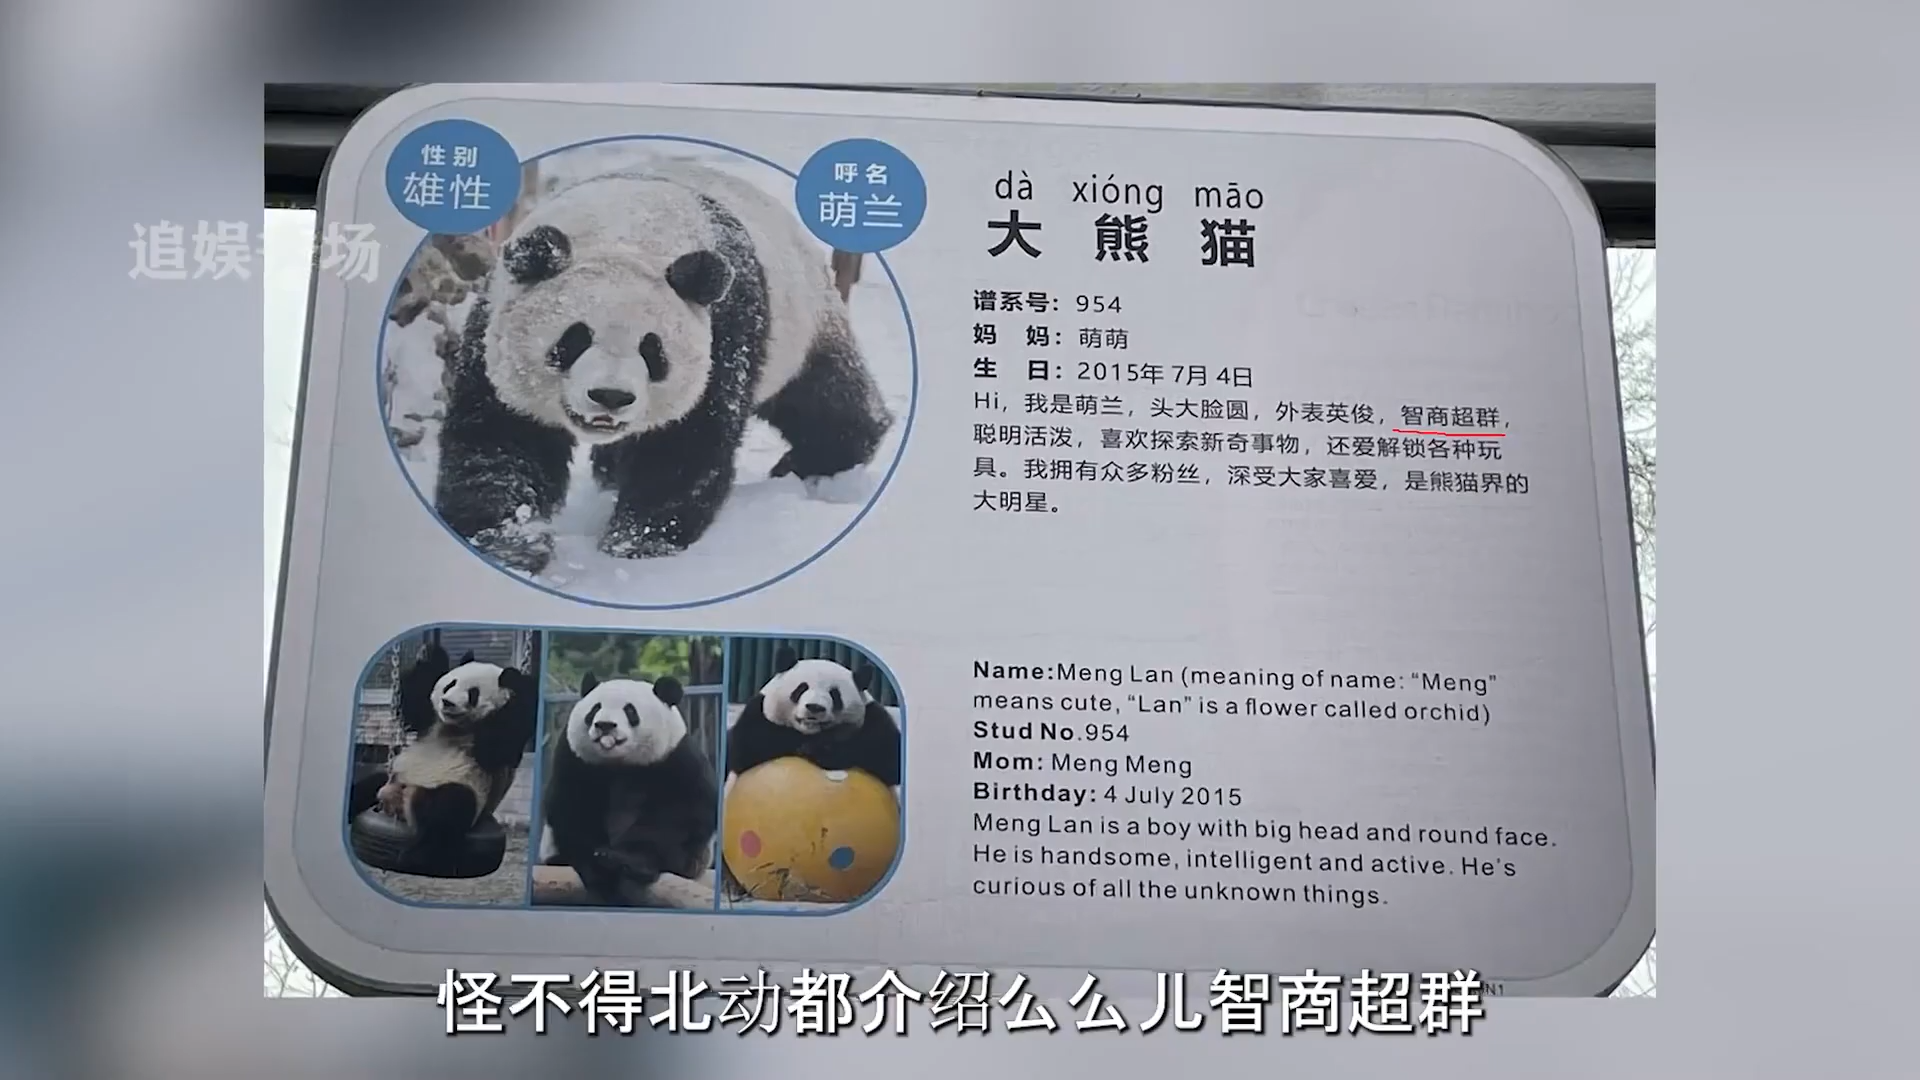 性别
雄性
呼名
萌兰
dà xióng māo
大熊猫
谱系号：954
妈 妈：萌萌
生 日：2015年7月4日
Hi，我是萌兰，头大脸圆，外表英俊，智商超群，
聪明活泼，喜欢探索新奇事物，还爱解锁各种玩
具。我拥有众多粉丝，深受大家喜爱，是熊猫界的
大明星。
Name:Meng Lan (meaning of name: “Meng”
means cute, “Lan” is a flower called orchid)
Stud No.954
Mom: Meng Meng
Birthday: 4 July 2015
Meng Lan is a boy with big head and round face.
He is handsome, intelligent and active. He's
curious of all the unknown things.
追娱 场
怪不得北动都介绍么么儿智商超群